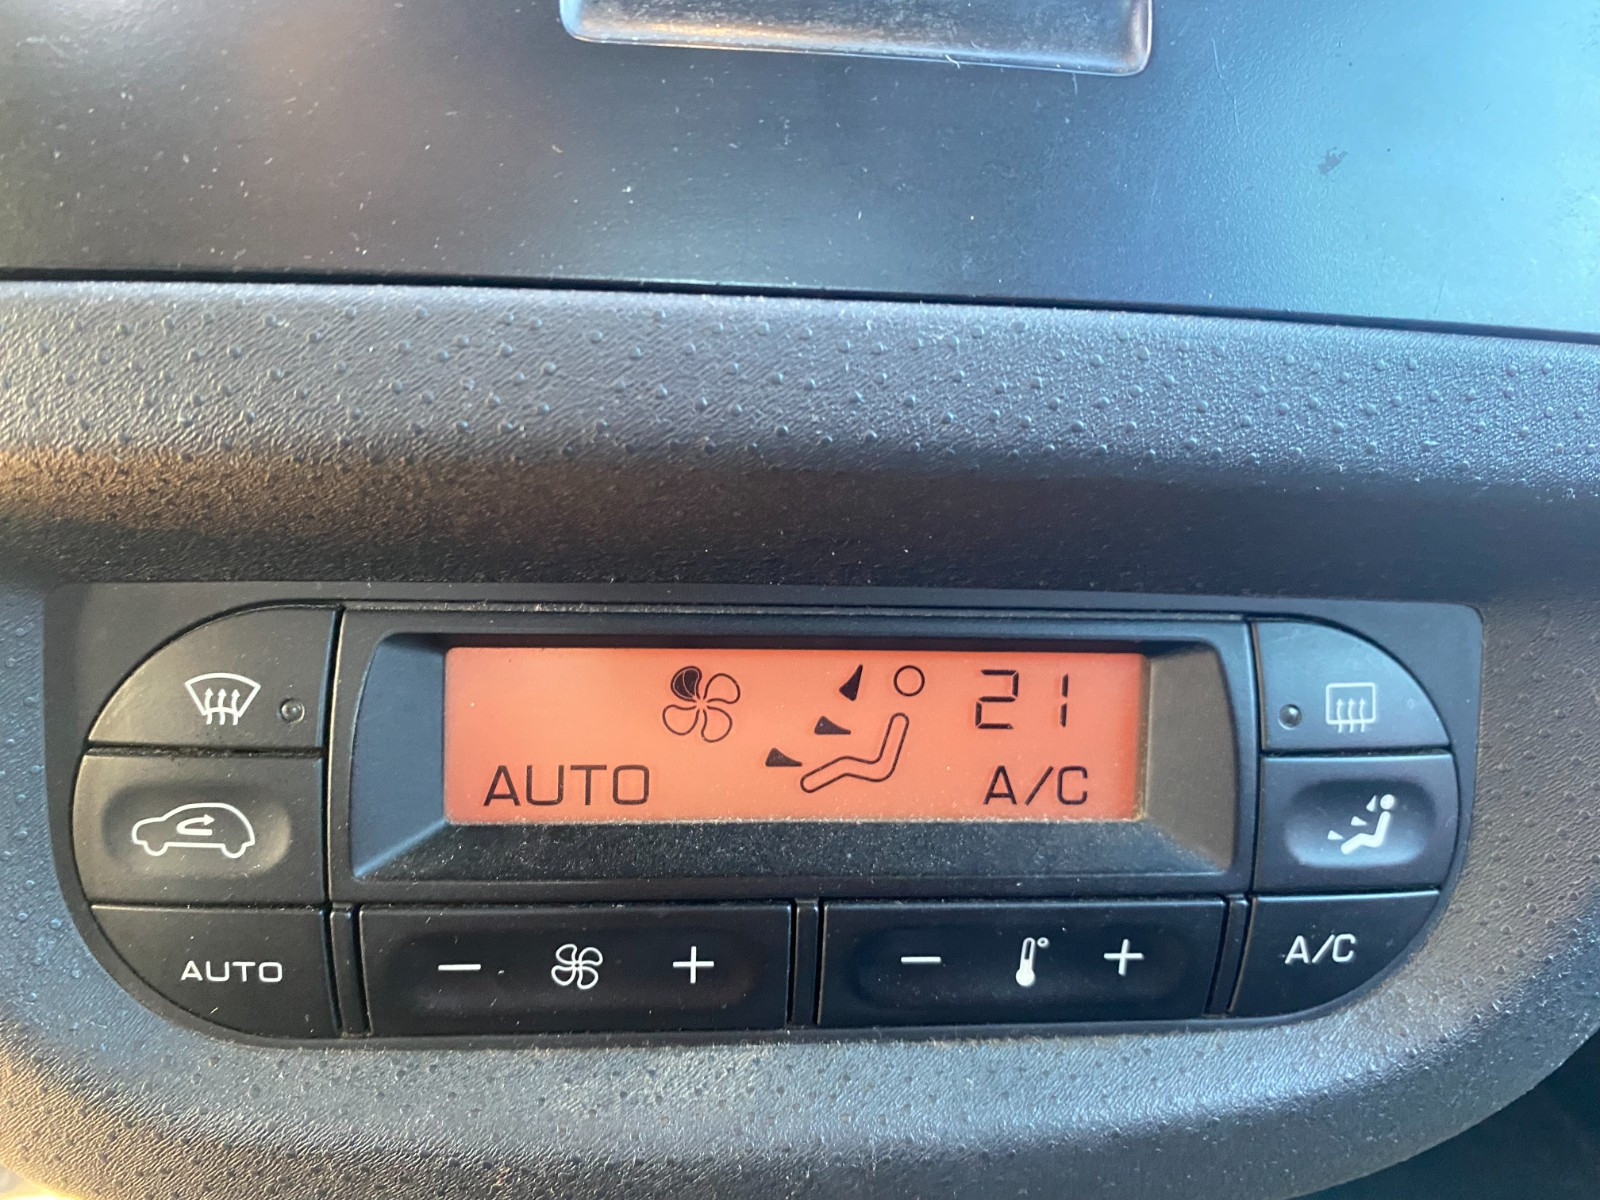 21
AUTO A/C
AUTO - + - + A/C